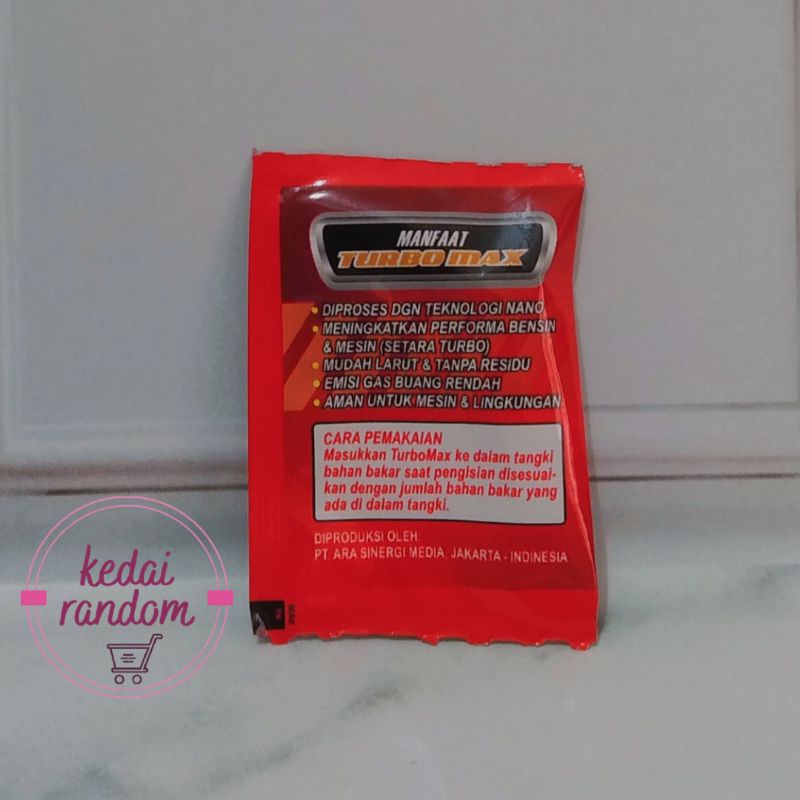 MANFAAT
TURBO MAX
• DIPROSES DGN TEKNOLOGI NANO
• MENINGKATKAN PERFORMA BENSIN
& MESIN (SETARA TURBO)
• MUDAH LARUT & TANPA RESIDU
• EMISI GAS BUANG RENDAH
• AMAN UNTUK MESIN & LINGKUNGAN
CARA PEMAKAIAN
Masukkan TurboMax ke dalam tangki
bahan bakar saat pengisian disesuai-
kan dengan jumlah bahan bakar yang
ada di dalam tangki.
DIPRODUKSI OLEH
PT. ARA SINERGI MEDIA, JAKARTA - INDINESIA
kedai
random